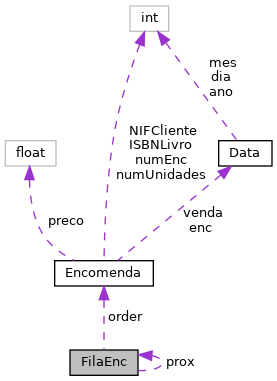 int
mes
dia
ano
NIFCliente
ISBNLivro
numEnc
numUnidades
float
Data
preco
venda
enc
Encomenda
order
FilaEnc
prox